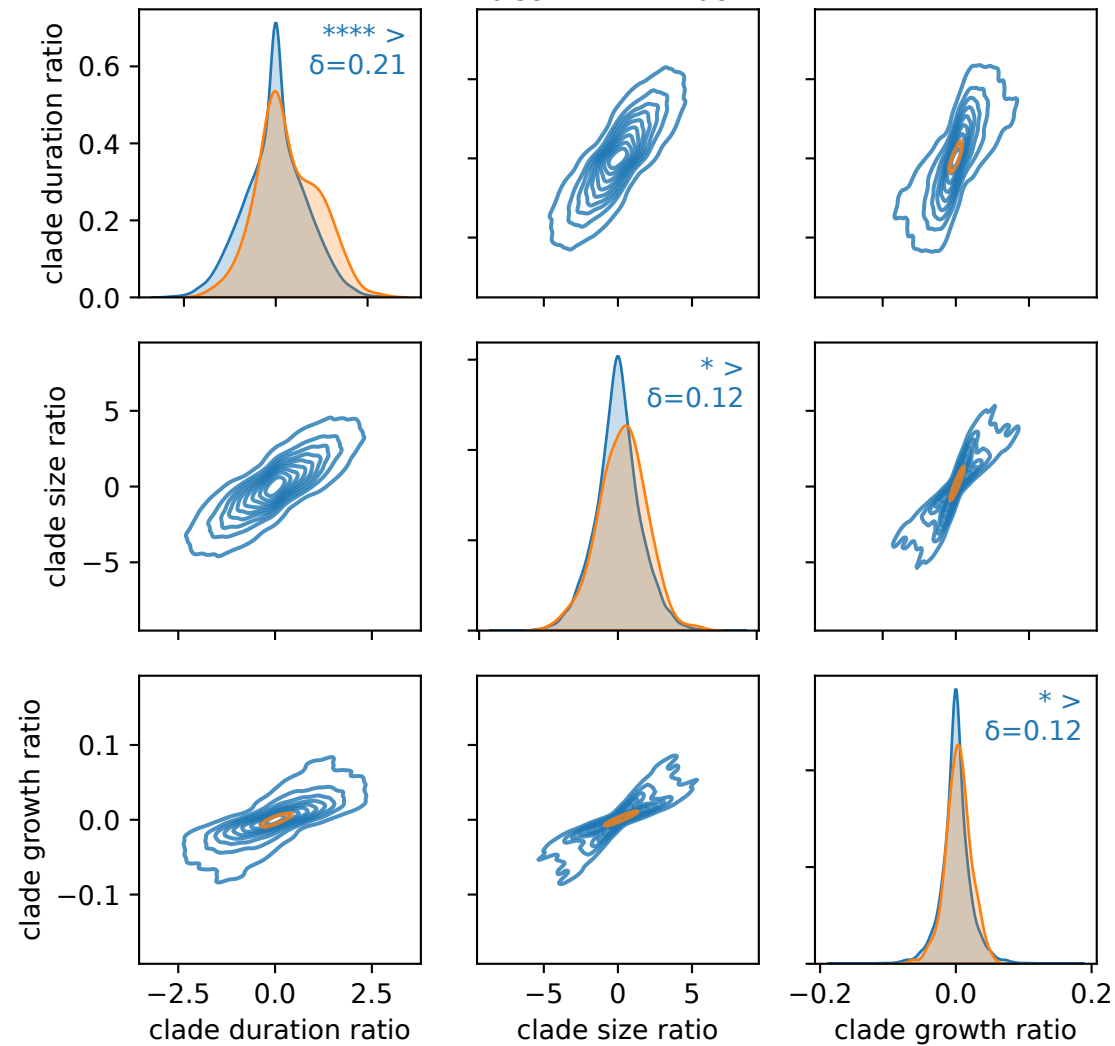 clade duration ratio
0.6
0.4
0.2
0.0
**** >
δ=0.21
clade size ratio
5
0
−5
* >
δ=0.12
clade growth ratio
0.1
0.0
−0.1
* >
δ=0.12
−2.5 0.0 2.5
−5 0 5
−0.2 0.0 0.2
clade duration ratio
clade size ratio
clade growth ratio